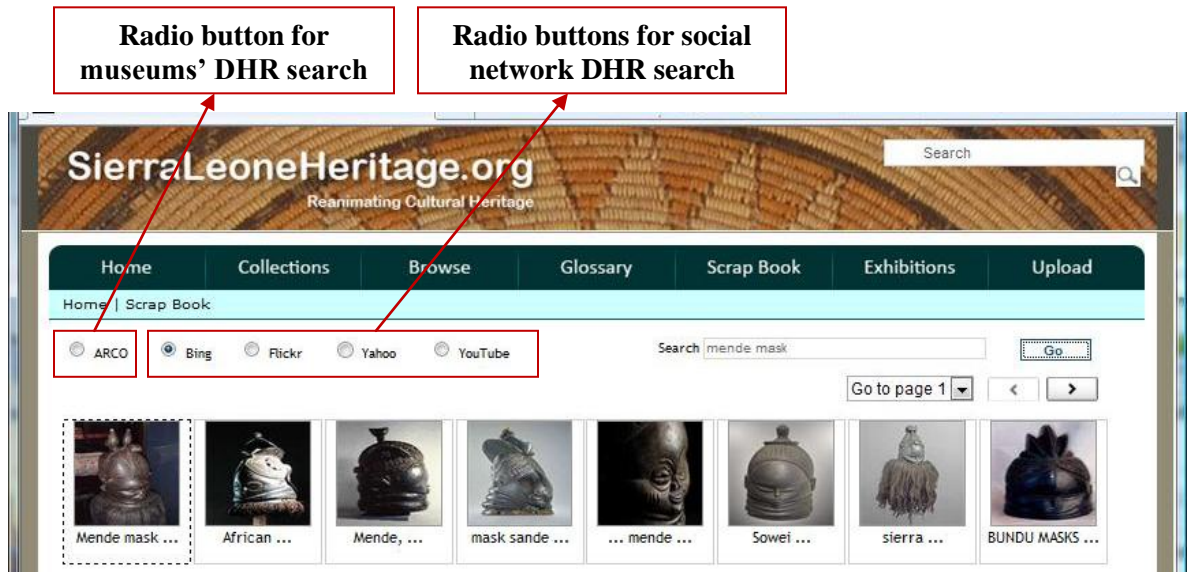 Radio button for
museums' DHR search
Radio buttons for social
network DHR search
SierraLeoneHeritage.org
Reanimating Cultural Heritage
Search
Home Collections Browse Glossary Scrap Book Exhibitions Upload
Home | Scrap Book
ARCO Bing Flickr Yahoo YouTube Search mende mask Go
Go to page 1 < >
Mende mask ... African ... Mende, ... mask sande ... ... mende ... Sowei ... sierra ... BUNDU MASKS ...